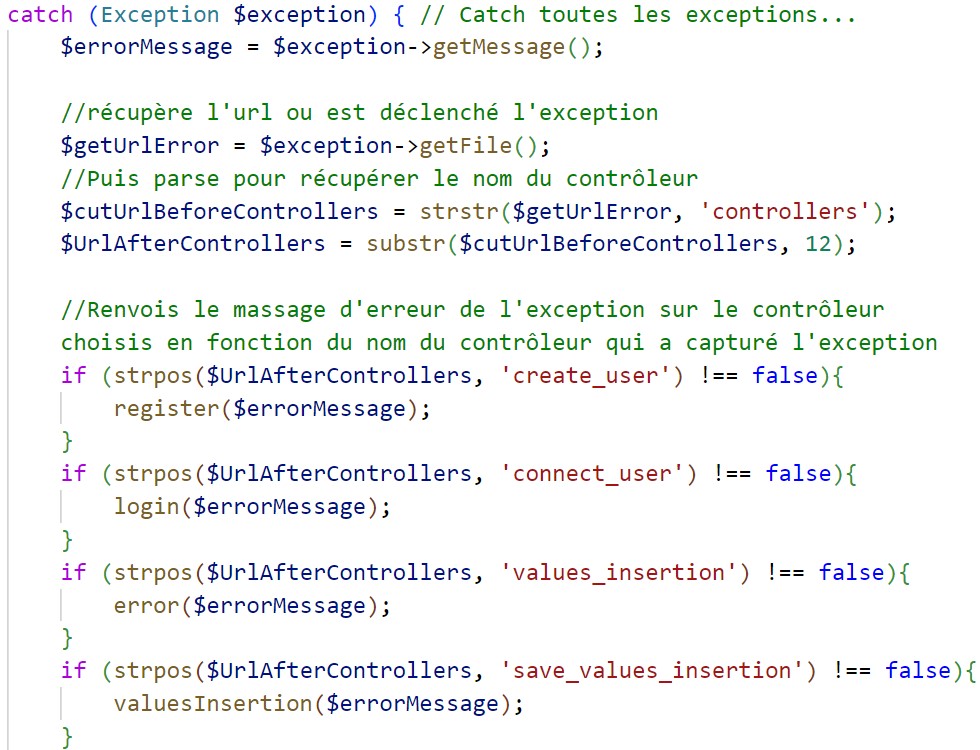 catch (Exception $exception) { // Catch toutes les exceptions...
$errorMessage = $exception->getMessage();
//récupère l'url ou est déclenché l'exception
$getUrlError = $exception->getFile();
//Puis parse pour récupérer le nom du contrôleur
$cutUrlBeforeControllers = strstr($getUrlError, 'controllers');
$UrlAfterControllers = substr($cutUrlBeforeControllers, 12);
//Renvois le massage d'erreur de l'exception sur le contrôleur
choisis en fonction du nom du contrôleur qui a capturé l'exception
if (strpos($UrlAfterControllers, 'create_user') !== false){
register($errorMessage);
}
if (strpos($UrlAfterControllers, 'connect_user') !== false){
login($errorMessage);
}
if (strpos($UrlAfterControllers, 'values_insertion') !== false){
error($errorMessage);
}
if (strpos($UrlAfterControllers, 'save_values_insertion') !== false){
valuesInsertion($errorMessage);
}